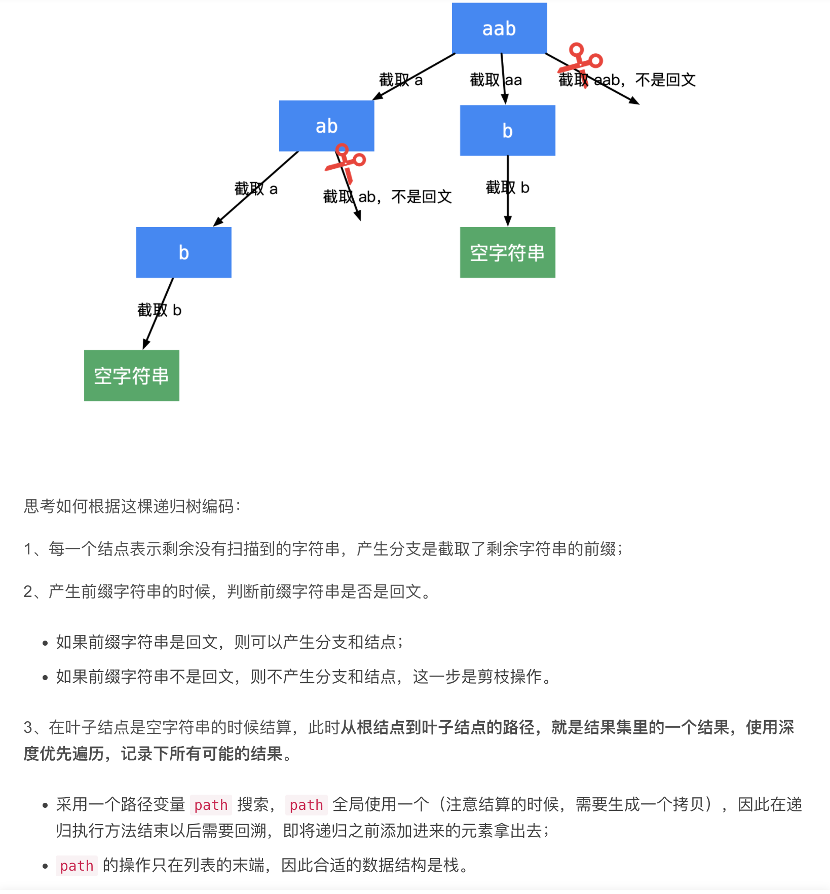 aab
截取 a
截取 aa
截取 aab，不是回文
ab
b
截取 a
截取 ab，不是回文
截取 b
b
空字符串
截取 b
空字符串
思考如何根据这棵递归树编码：
1、每一个结点表示剩余没有扫描到的字符串，产生分支是截取了剩余字符串的前缀；
2、产生前缀字符串的时候，判断前缀字符串是否是回文。
• 如果前缀字符串是回文，则可以产生分支和结点；
• 如果前缀字符串不是回文，则不产生分支和结点，这一步是剪枝操作。
3、在叶子结点是空字符串的时候结算，此时从根结点到叶子结点的路径，就是结果集里的一个结果，使用深
度优先遍历，记录下所有可能的结果。
• 采用一个路径变量 path 搜索，path 全局使用一个（注意结算的时候，需要生成一个拷贝），因此在递
归执行方法结束以后需要回溯，即将递归之前添加进来的元素拿出去；
• path 的操作只在列表的末端，因此合适的数据结构是栈。